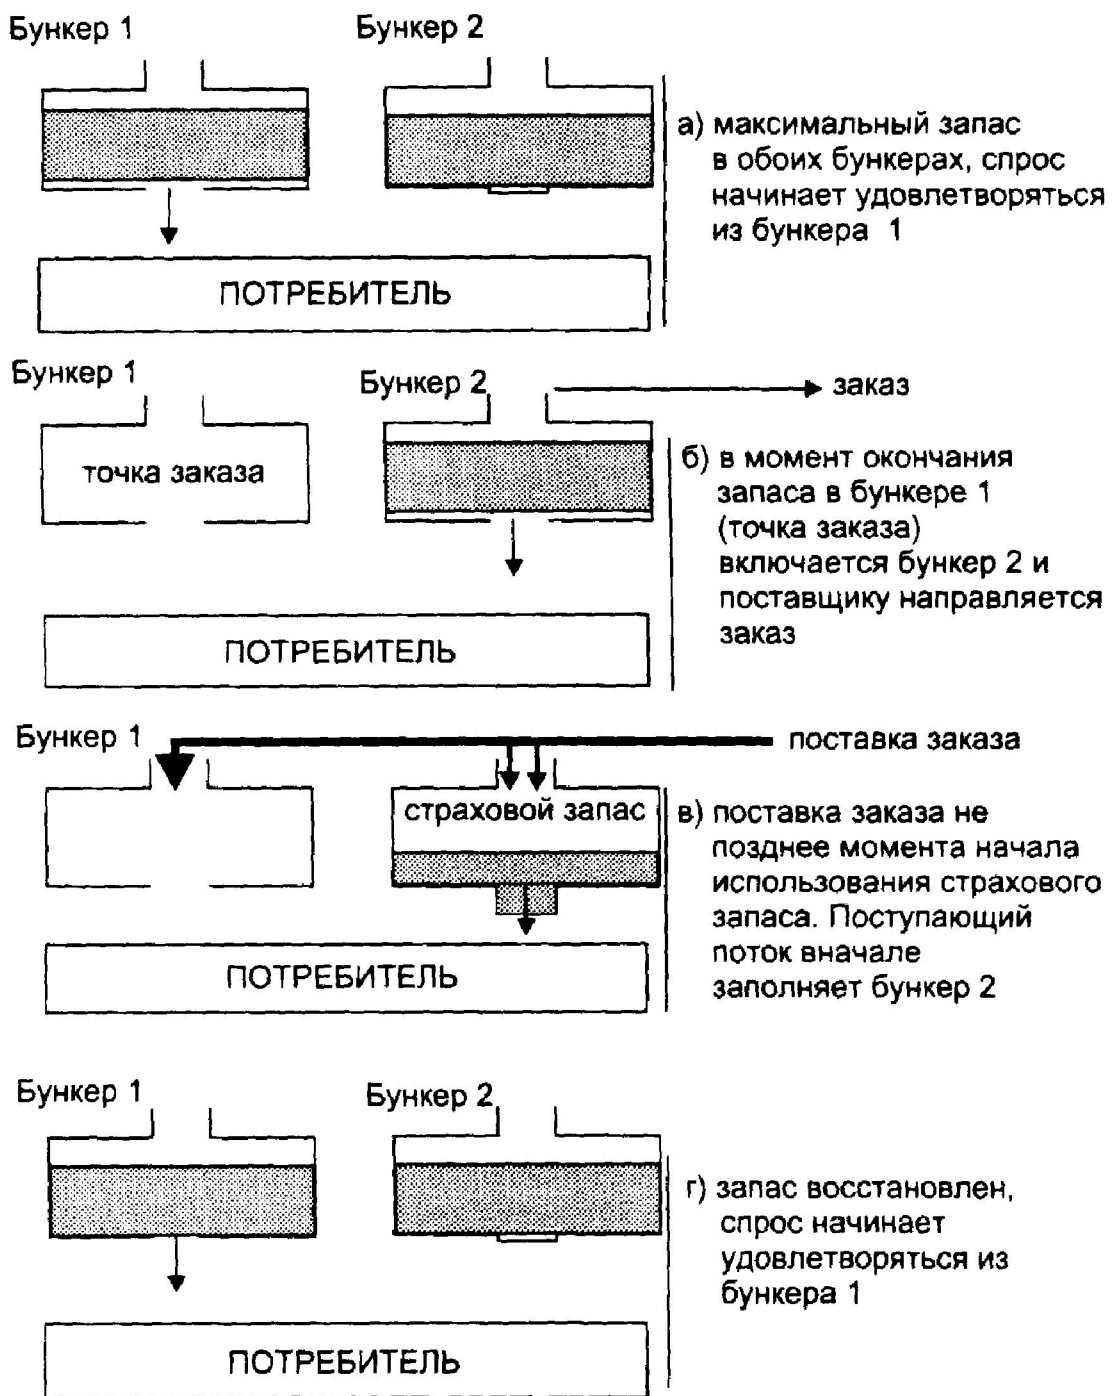 Бункер 1
Бункер 2
а) максимальный запас
в обоих бункерах, спрос
начинает удовлетворяться
из бункера 1
ПОТРЕБИТЕЛЬ
Бункер 1
Бункер 2
заказ
точка заказа
б) в момент окончания
запаса в бункере 1
(точка заказа)
включается бункер 2 и
поставщику направляется
заказ
ПОТРЕБИТЕЛЬ
Бункер 1
поставка заказа
страховой запас
в) поставка заказа не
позднее момента начала
использования страхового
запаса. Поступающий
поток вначале
заполняет бункер 2
ПОТРЕБИТЕЛЬ
Бункер 1
Бункер 2
г) запас восстановлен,
спрос начинает
удовлетворяться из
бункера 1
ПОТРЕБИТЕЛЬ